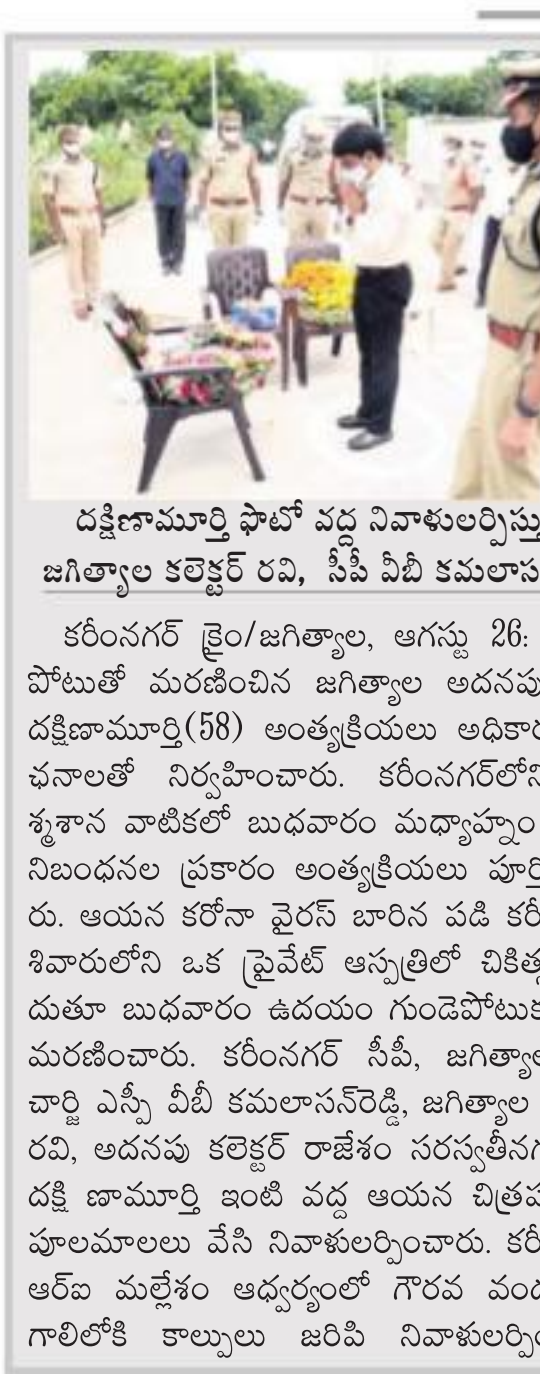 దక్షిణామూర్తి ఫొటో వద్ద నివాళులర్పిస్తు
జగిత్యాల కలెక్టర్ రవి, సీపీ వీబీ కమలాస
కరీంనగర్ క్రైం/జగిత్యాల, ఆగస్టు 26:
పోటుతో మరణించిన జగిత్యాల అదనపు
దక్షిణామూర్తి(58) అంత్యక్రియలు అధికార
ఛనాలతో నిర్వహించారు. కరీంనగర్‌లోని
శ్మశాన వాటికలో బుధవారం మధ్యాహ్నం
నిబంధనల ప్రకారం అంత్యక్రియలు పూర్తి
రు. ఆయన కరోనా వైరస్ బారిన పడి కరీ
శివారులోని ఒక ప్రైవేట్ ఆస్పత్రిలో చికిత్స
దుతూ బుధవారం ఉదయం గుండెపోటుక
మరణించారు. కరీంనగర్ సీపీ, జగిత్యాల
చార్జి ఎస్పీ వీబీ కమలాసన్‌రెడ్డి, జగిత్యాల
రవి, అదనపు కలెక్టర్ రాజేశం సరస్వతీనగ
దక్షి ణామూర్తి ఇంటి వద్ద ఆయన చిత్రప
పూలమాలలు వేసి నివాళులర్పించారు. కరీ
ఆర్ఐ మల్లేశం ఆధ్వర్యంలో గౌరవ వంద
గాలిలోకి కాల్పులు జరిపి నివాళులర్పిం